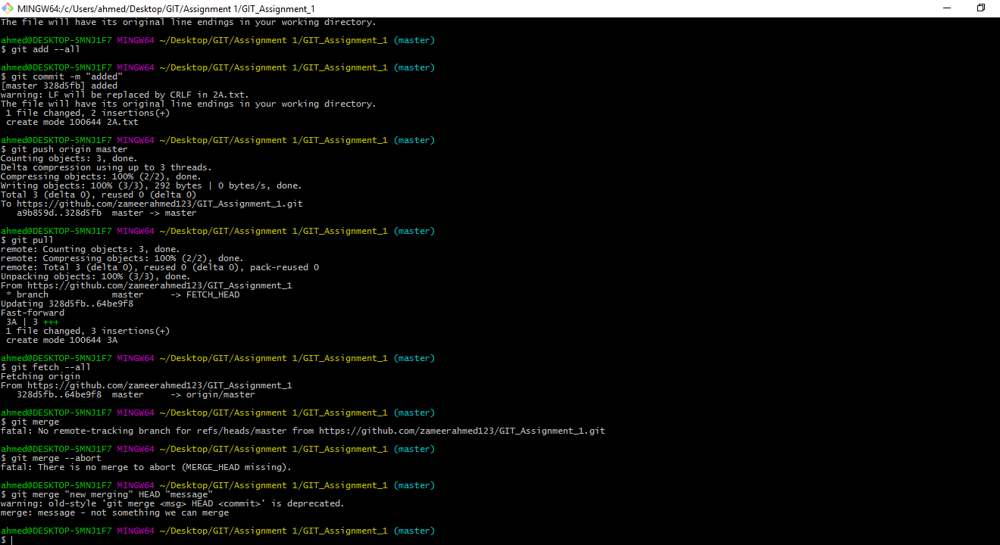 MINGW64:/c/Users/ahmed/Desktop/GIT/Assignment 1/GIT_Assignment_1
The file will have its original line endings in your working directory.
ahmed@DESKTOP-5MNJ1F7 MINGW64 ~/Desktop/GIT/Assignment 1/GIT_Assignment_1 (master)
$ git add --all
ahmed@DESKTOP-5MNJ1F7 MINGW64 ~/Desktop/GIT/Assignment 1/GIT_Assignment_1 (master)
$ git commit -m "added"
[master 328d5fb] added
warning: LF will be replaced by CRLF in 2A.txt.
The file will have its original line endings in your working directory.
 1 file changed, 2 insertions(+)
 create mode 100644 2A.txt
ahmed@DESKTOP-5MNJ1F7 MINGW64 ~/Desktop/GIT/Assignment 1/GIT_Assignment_1 (master)
$ git push origin master
Counting objects: 3, done.
Delta compression using up to 3 threads.
Compressing objects: 100% (2/2), done.
Writing objects: 100% (3/3), 292 bytes | 0 bytes/s, done.
Total 3 (delta 0), reused 0 (delta 0)
To https://github.com/zameerahmed123/GIT_Assignment_1.git
   a9b859d..328d5fb  master -> master
ahmed@DESKTOP-5MNJ1F7 MINGW64 ~/Desktop/GIT/Assignment 1/GIT_Assignment_1 (master)
$ git pull
remote: Counting objects: 3, done.
remote: Compressing objects: 100% (2/2), done.
remote: Total 3 (delta 0), reused 0 (delta 0), pack-reused 0
Unpacking objects: 100% (3/3), done.
From https://github.com/zameerahmed123/GIT_Assignment_1
 * branch            master     -> FETCH_HEAD
Updating 328d5fb..64be9f8
Fast-forward
 3A | 3 +++
 1 file changed, 3 insertions(+)
 create mode 100644 3A
ahmed@DESKTOP-5MNJ1F7 MINGW64 ~/Desktop/GIT/Assignment 1/GIT_Assignment_1 (master)
$ git fetch --all
Fetching origin
From https://github.com/zameerahmed123/GIT_Assignment_1
   328d5fb..64be9f8  master     -> origin/master
ahmed@DESKTOP-5MNJ1F7 MINGW64 ~/Desktop/GIT/Assignment 1/GIT_Assignment_1 (master)
$ git merge
fatal: No remote-tracking branch for refs/heads/master from https://github.com/zameerahmed123/GIT_Assignment_1.git
ahmed@DESKTOP-5MNJ1F7 MINGW64 ~/Desktop/GIT/Assignment 1/GIT_Assignment_1 (master)
$ git merge --abort
fatal: There is no merge to abort (MERGE_HEAD missing).
ahmed@DESKTOP-5MNJ1F7 MINGW64 ~/Desktop/GIT/Assignment 1/GIT_Assignment_1 (master)
$ git merge "new merging" HEAD "message"
warning: old-style 'git merge <msg> HEAD <commit>' is deprecated.
merge: message - not something we can merge
ahmed@DESKTOP-5MNJ1F7 MINGW64 ~/Desktop/GIT/Assignment 1/GIT_Assignment_1 (master)
$